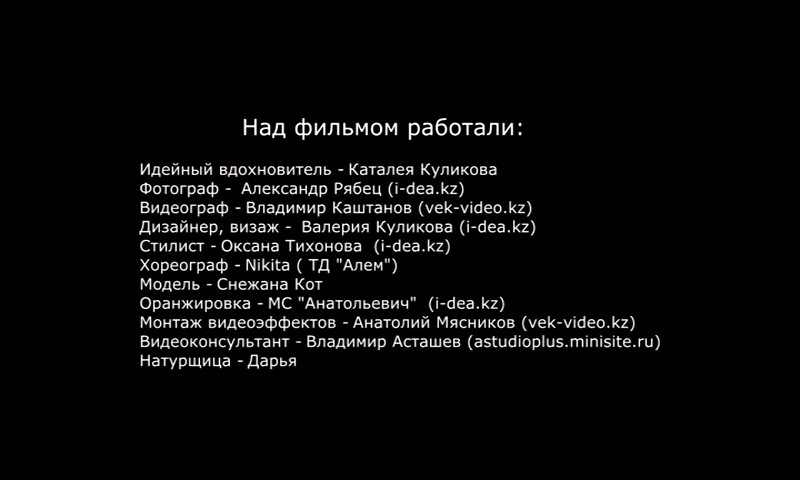 Над фильмом работали:
Идейный вдохновитель - Каталея Куликова
Фотограф -  Александр Рябец (i-dea.kz)
Видеограф - Владимир Каштанов (vek-video.kz)
Дизайнер, визаж -  Валерия Куликова (i-dea.kz)
Стилист - Оксана Тихонова  (i-dea.kz)
Хореограф - Nikita ( ТД "Алем")
Модель - Снежана Кот
Оранжировка - МС "Анатольевич"  (i-dea.kz)
Монтаж видеоэффектов - Анатолий Мясников (vek-video.kz)
Видеоконсультант - Владимир Асташев (astudioplus.minisite.ru)
Натурщица - Дарья